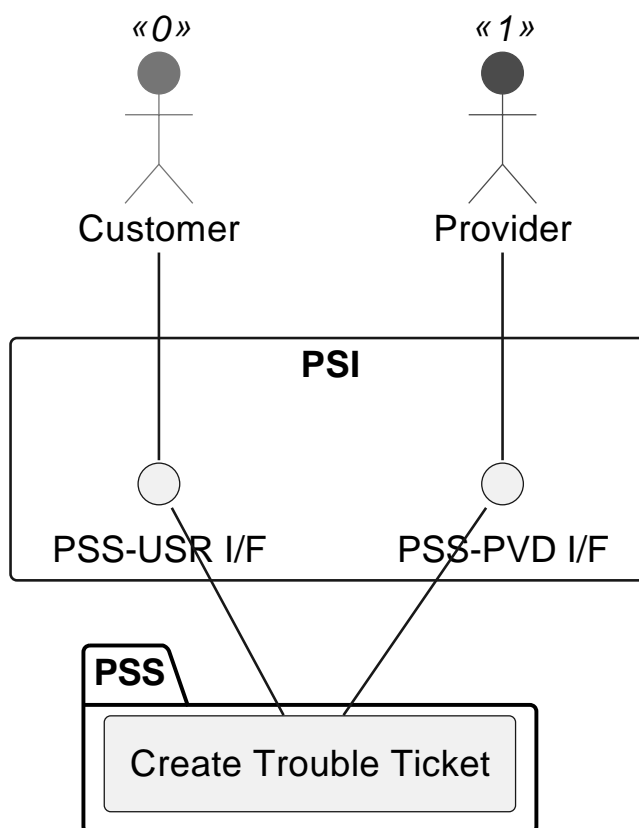 «0» «1»
Customer Provider
PSI
PSS-USR I/F PSS-PVD I/F
PSS
Create Trouble Ticket